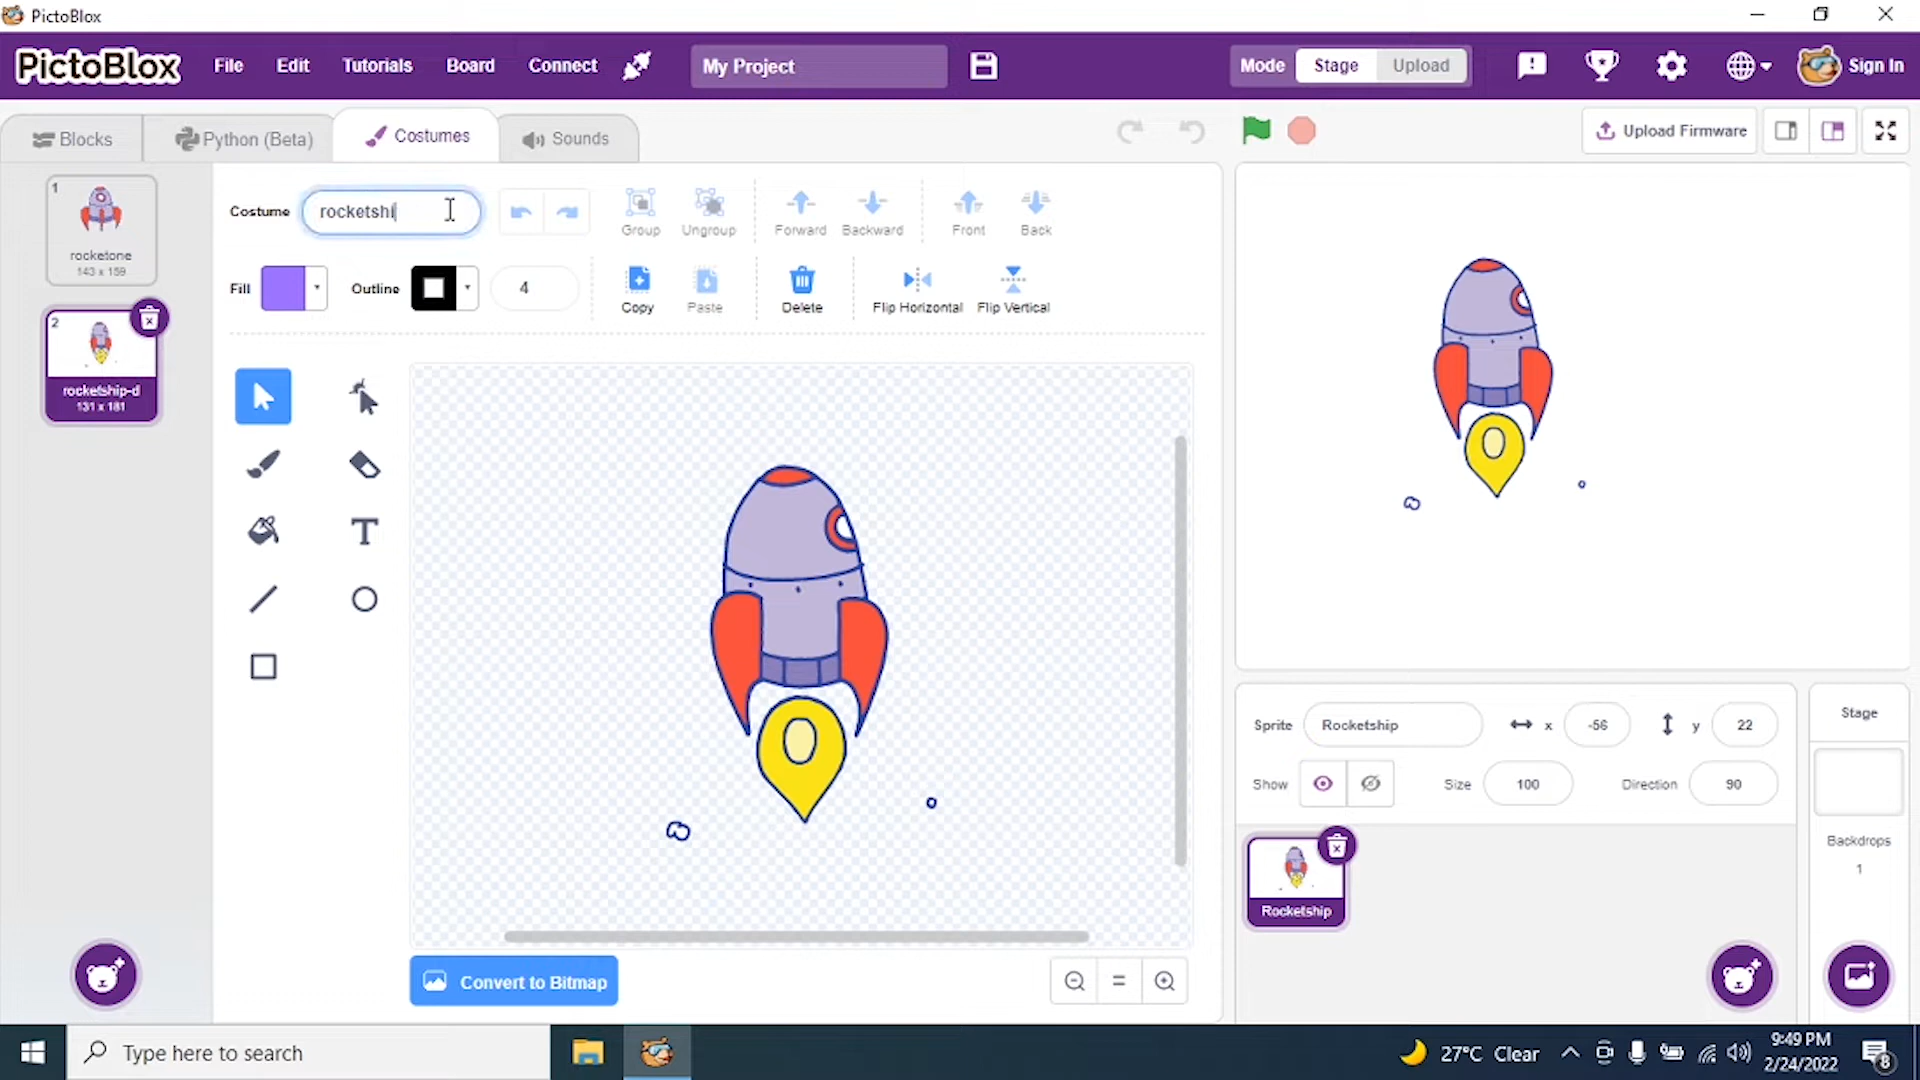 PictoBlox
PictoBlox File Edit Tutorials Board Connect My Project Mode Stage Upload Sign In
Blocks Python (Beta) Costumes Sounds Upload Firmware
1
rocketone
143 x 159
2
rocketship-d
131 x 181
Costume rocketshi Group Ungroup Forward Backward Front Back
Fill Outline 4 Copy Paste Delete Flip Horizontal Flip Vertical
T
Convert to Bitmap
Sprite Rocketship x -56 y 22
Show Size 100 Direction 90
Rocketship
Stage
Backdrops
1
Type here to search 27°C Clear 9:49 PM
2/24/2022
8